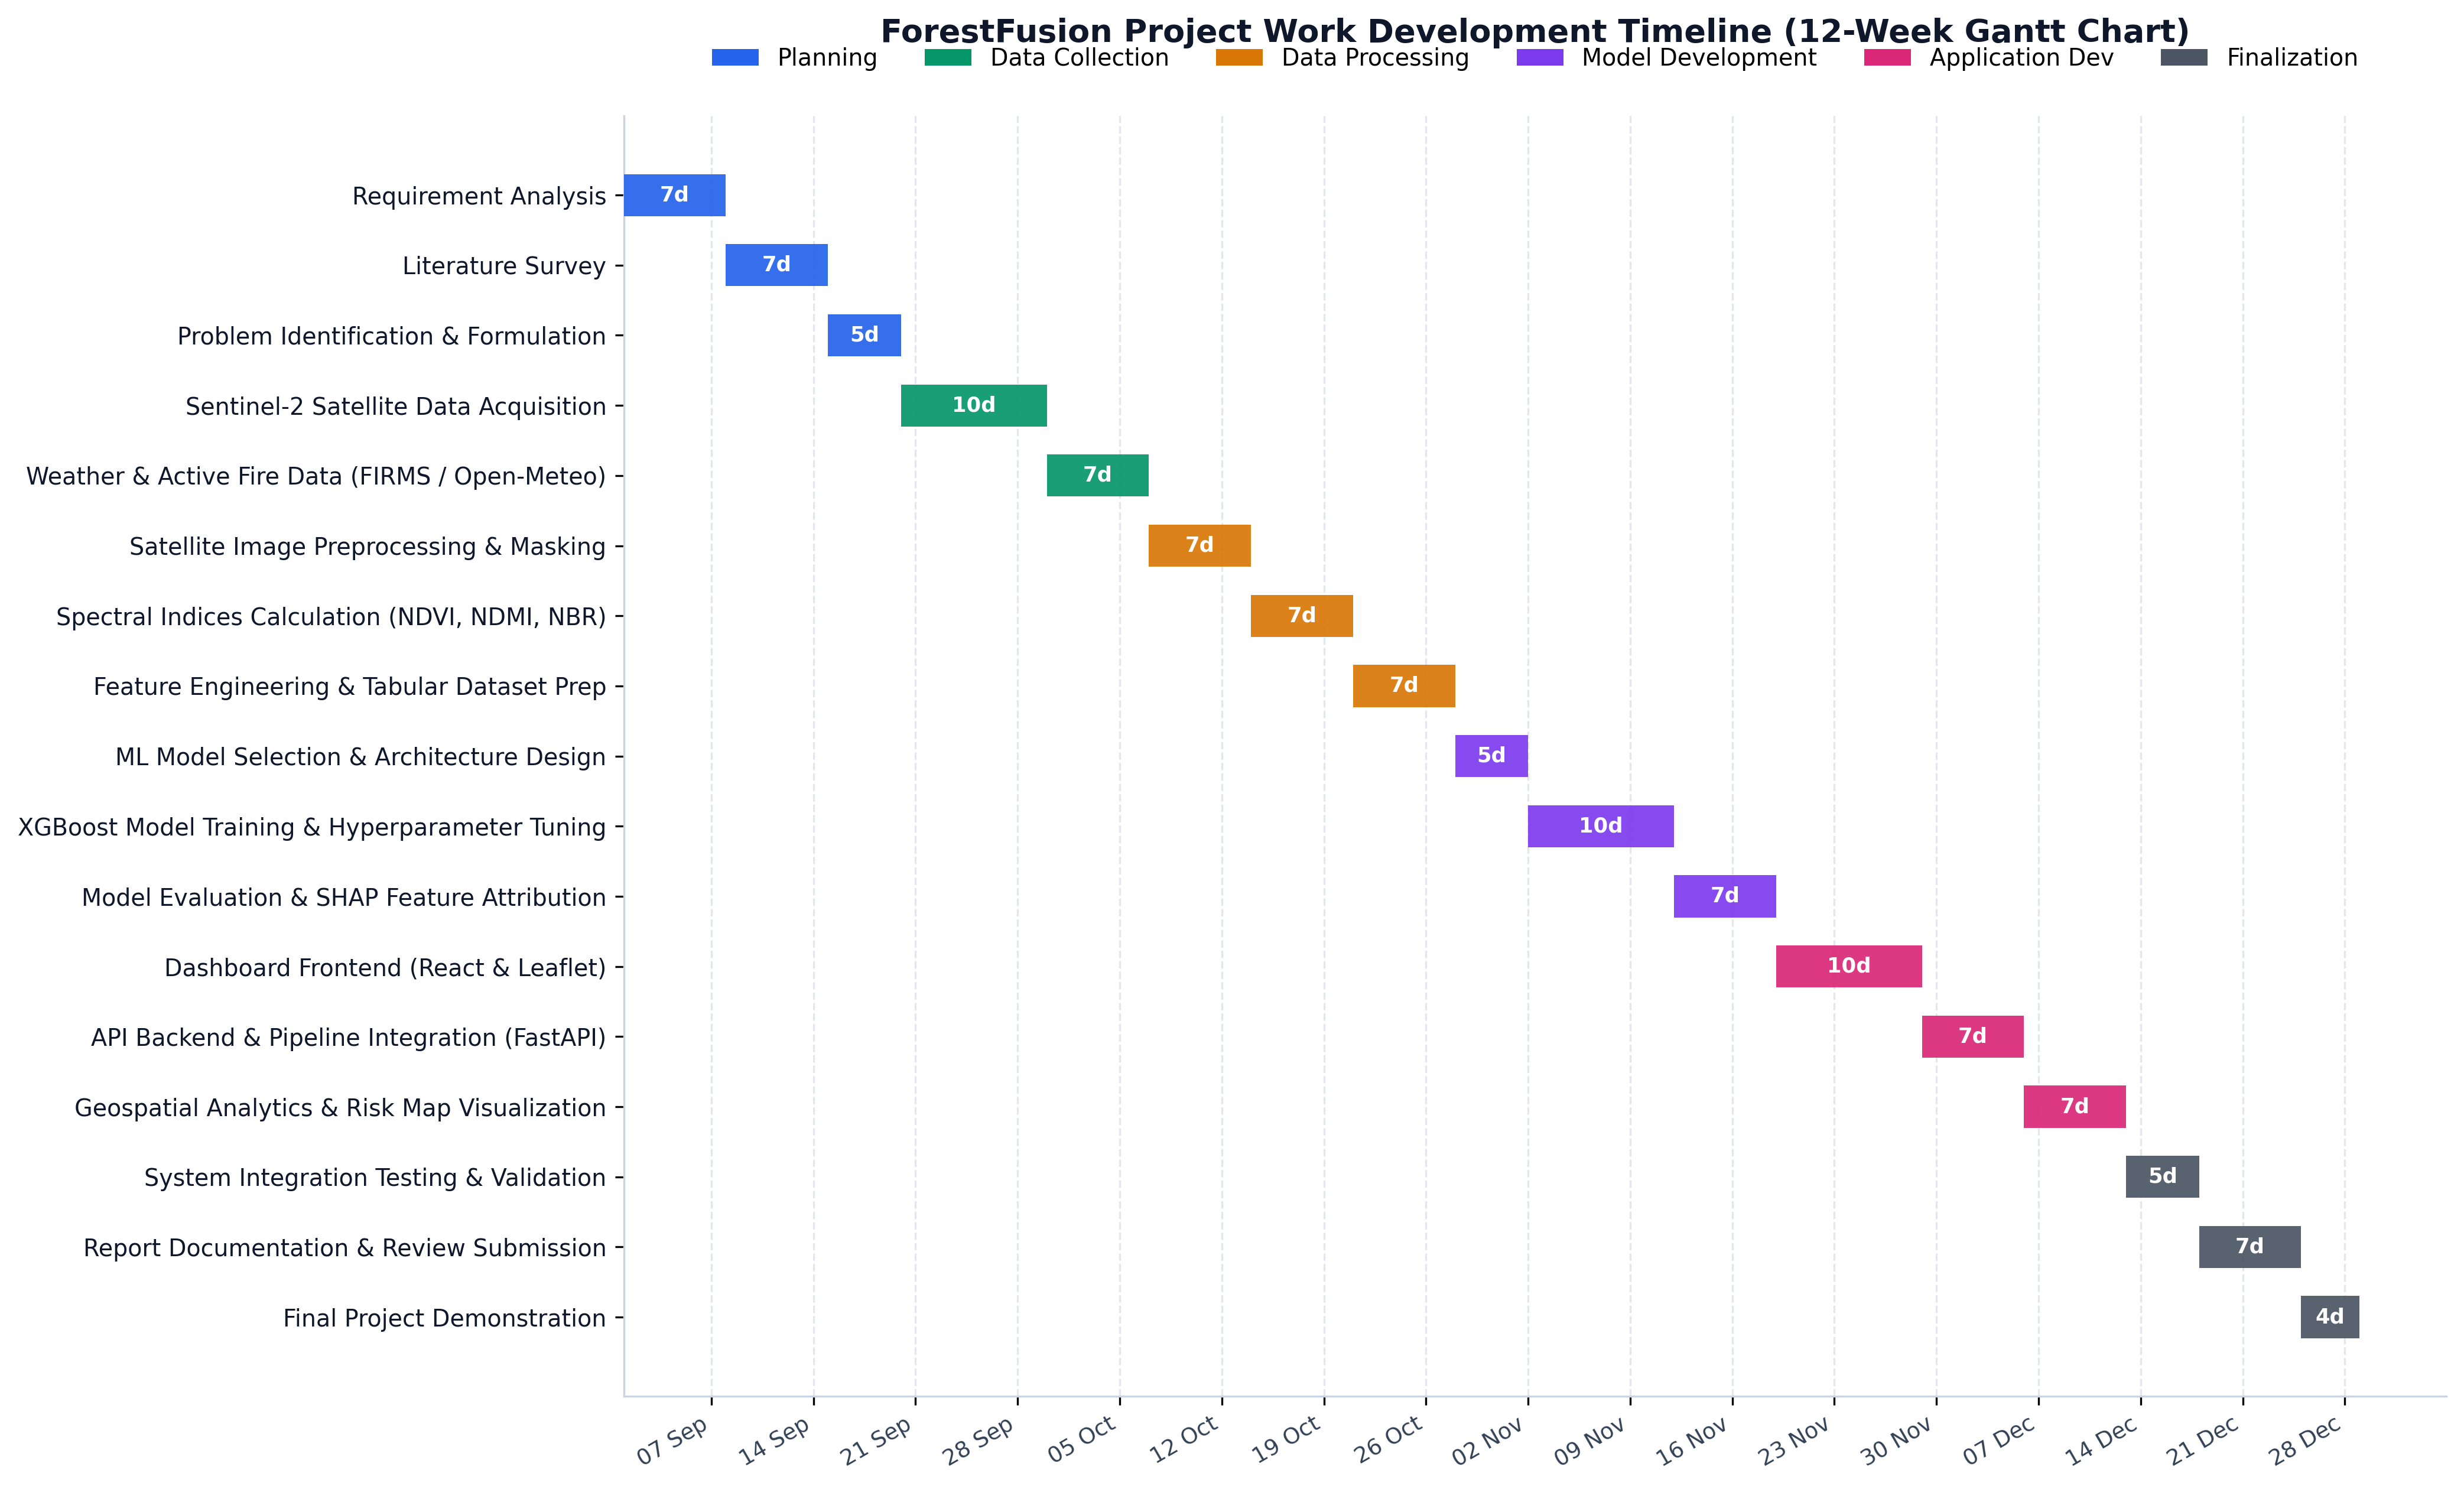 ForestFusion Project Work Development Timeline (12-Week Gantt Chart)
Planning Data Collection Data Processing Model Development Application Dev Finalization
Requirement Analysis 7d
Literature Survey 7d
Problem Identification & Formulation 5d
Sentinel-2 Satellite Data Acquisition 10d
Weather & Active Fire Data (FIRMS / Open-Meteo) 7d
Satellite Image Preprocessing & Masking 7d
Spectral Indices Calculation (NDVI, NDMI, NBR) 7d
Feature Engineering & Tabular Dataset Prep 7d
ML Model Selection & Architecture Design 5d
XGBoost Model Training & Hyperparameter Tuning 10d
Model Evaluation & SHAP Feature Attribution 7d
Dashboard Frontend (React & Leaflet) 10d
API Backend & Pipeline Integration (FastAPI) 7d
Geospatial Analytics & Risk Map Visualization 7d
System Integration Testing & Validation 5d
Report Documentation & Review Submission 7d
Final Project Demonstration 4d
07 Sep 14 Sep 21 Sep 28 Sep 05 Oct 12 Oct 19 Oct 26 Oct 02 Nov 09 Nov 16 Nov 23 Nov 30 Nov 07 Dec 14 Dec 21 Dec 28 Dec